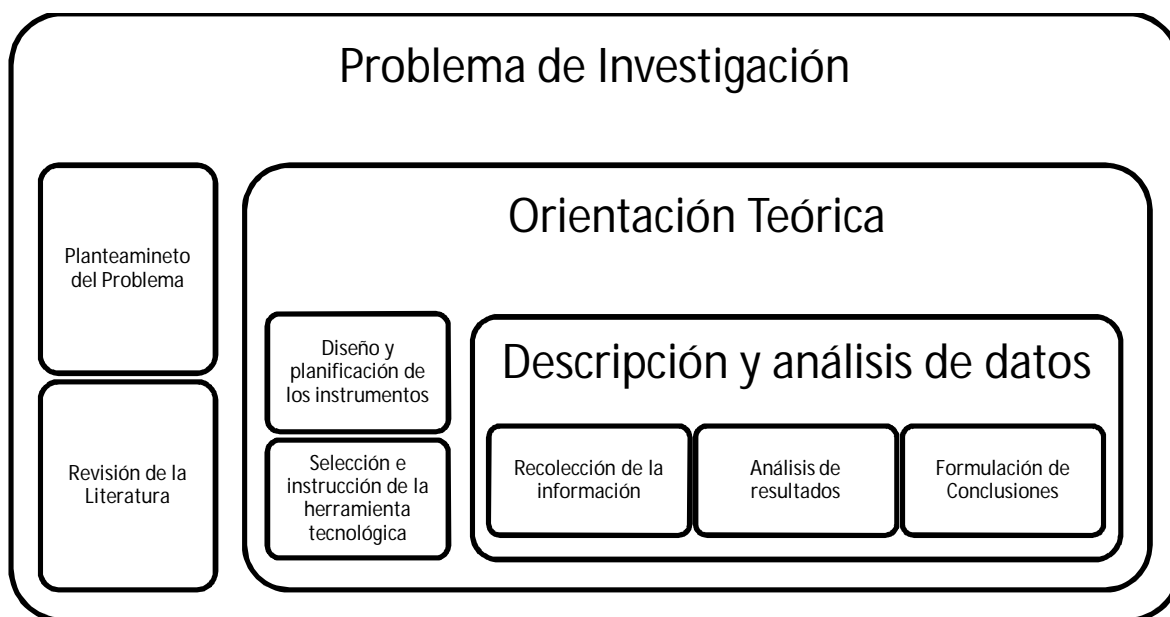 Problema de Investigación
Planteamineto
del Problema
Revisión de la
Literatura
Orientación Teórica
Diseño y
planificación de
los instrumentos
Selección e
instrucción de la
herramienta
tecnológica
Descripción y análisis de datos
Recolección de la
información
Análisis de
resultados
Formulación de
Conclusiones